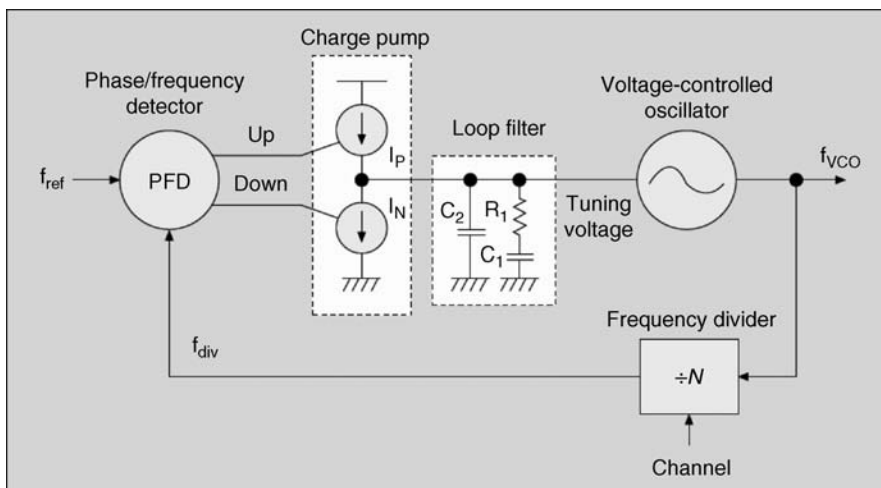 Charge pump
Phase/frequency
detector
Voltage-controlled
oscillator
Up
Loop filter
f_ref
PFD
I_P
f_VCO
Down
I_N
C_2
R_1
C_1
Tuning
voltage
Frequency divider
f_div
÷N
Channel